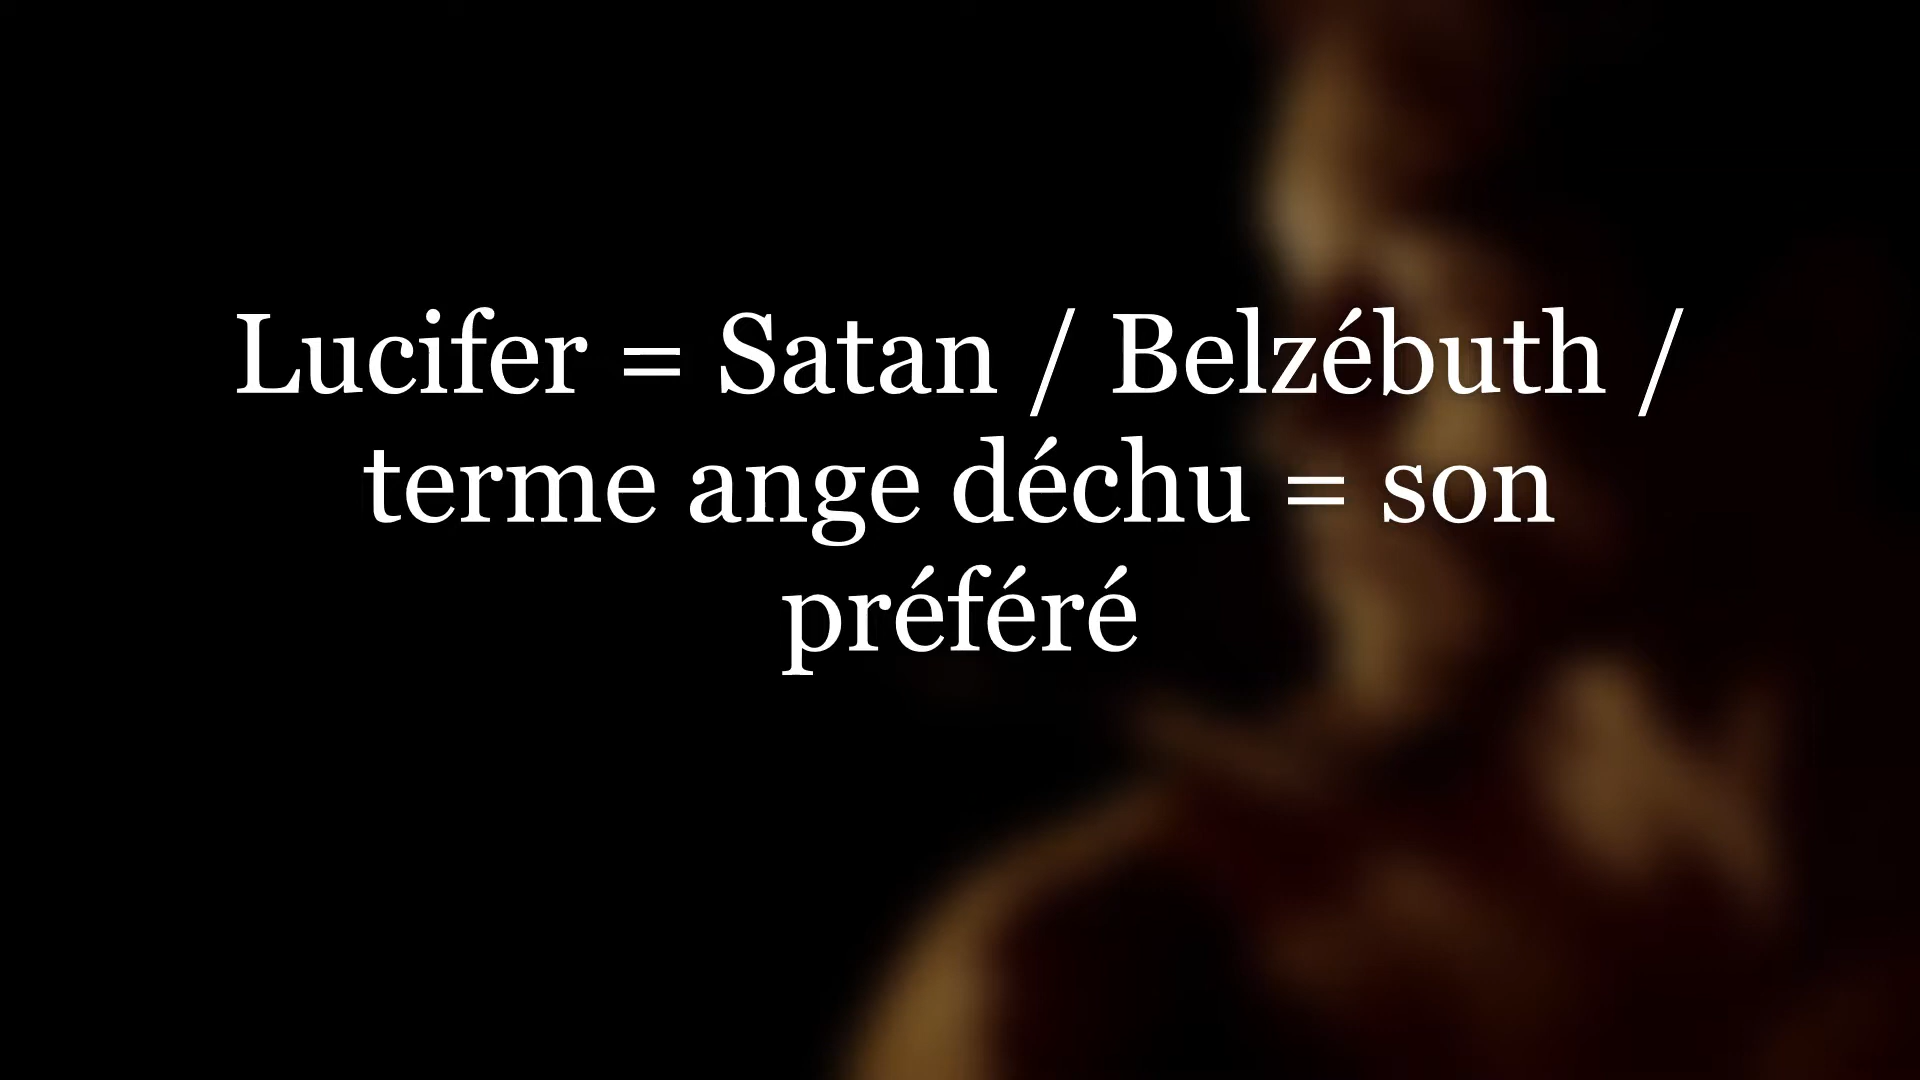 Lucifer = Satan / Belzébuth /
terme ange déchu = son
préféré